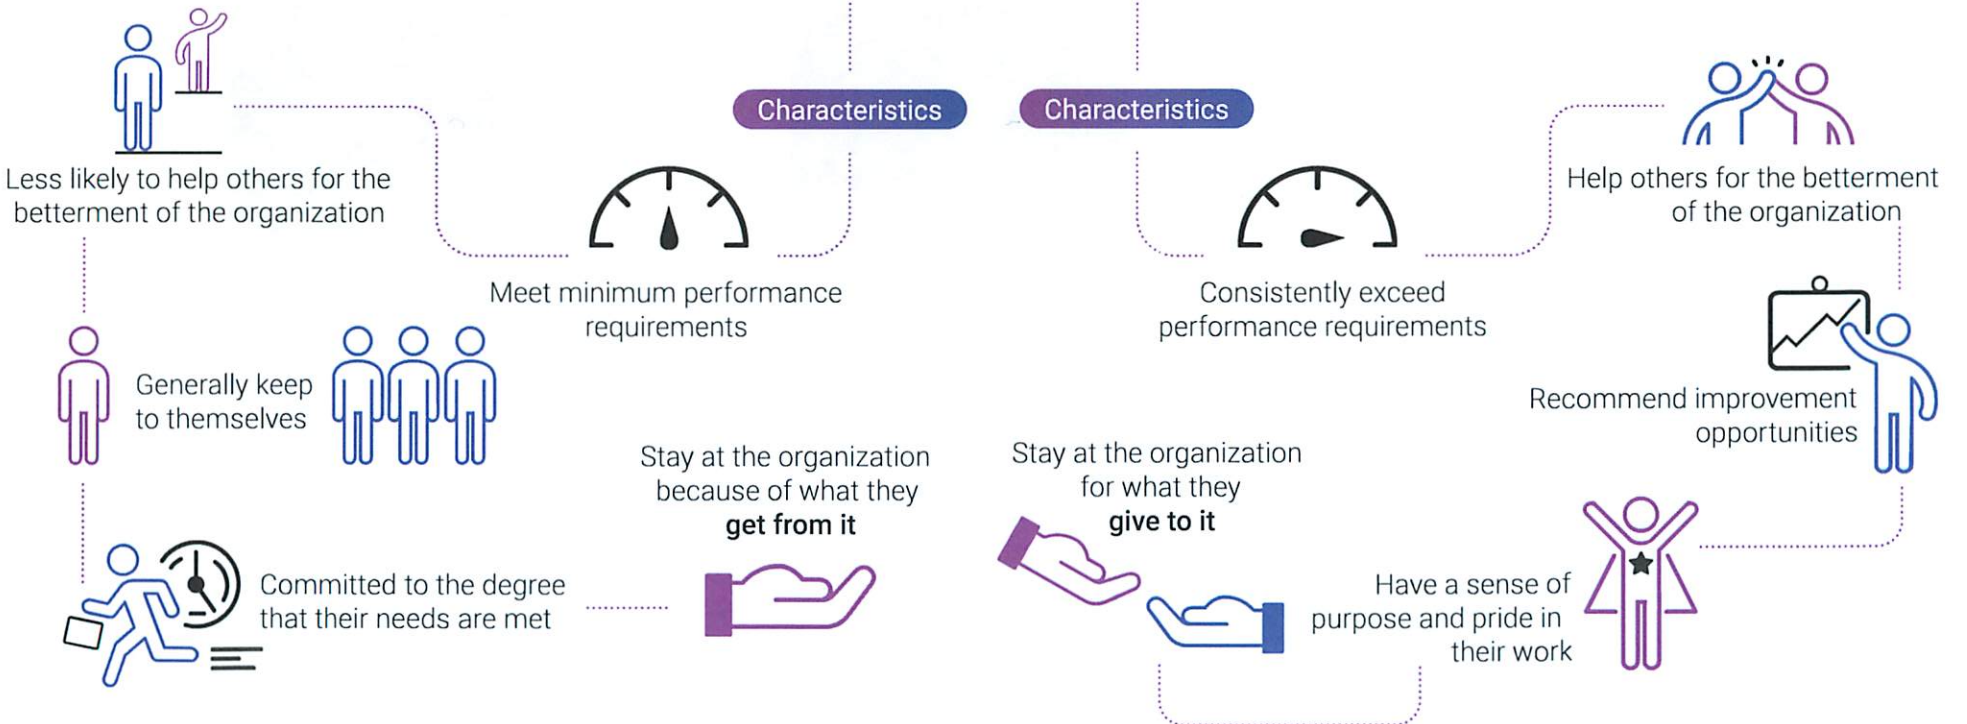 Characteristics
Meet minimum performance
requirements
Less likely to help others for the
betterment of the organization
Generally keep
to themselves
Committed to the degree
that their needs are met
Stay at the organization
because of what they
get from it
Characteristics
Consistently exceed
performance requirements
Help others for the betterment
of the organization
Recommend improvement
opportunities
Have a sense of
purpose and pride in
their work
Stay at the organization
for what they
give to it